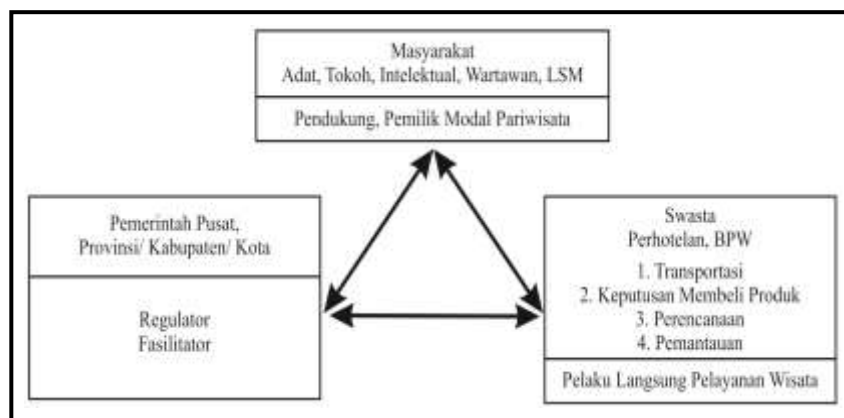 Masyarakat
Adat, Tokoh, Intelektual, Wartawan, LSM
Pendukung, Pemilik Modal Pariwisata
Pemerintah Pusat,
Provinsi/ Kabupaten/ Kota
Regulator
Fasilitator
Swasta
Perhotelan, BPW
1. Transportasi
2. Keputusan Membeli Produk
3. Perencanaan
4. Pemantauan
Pelaku Langsung Pelayanan Wisata